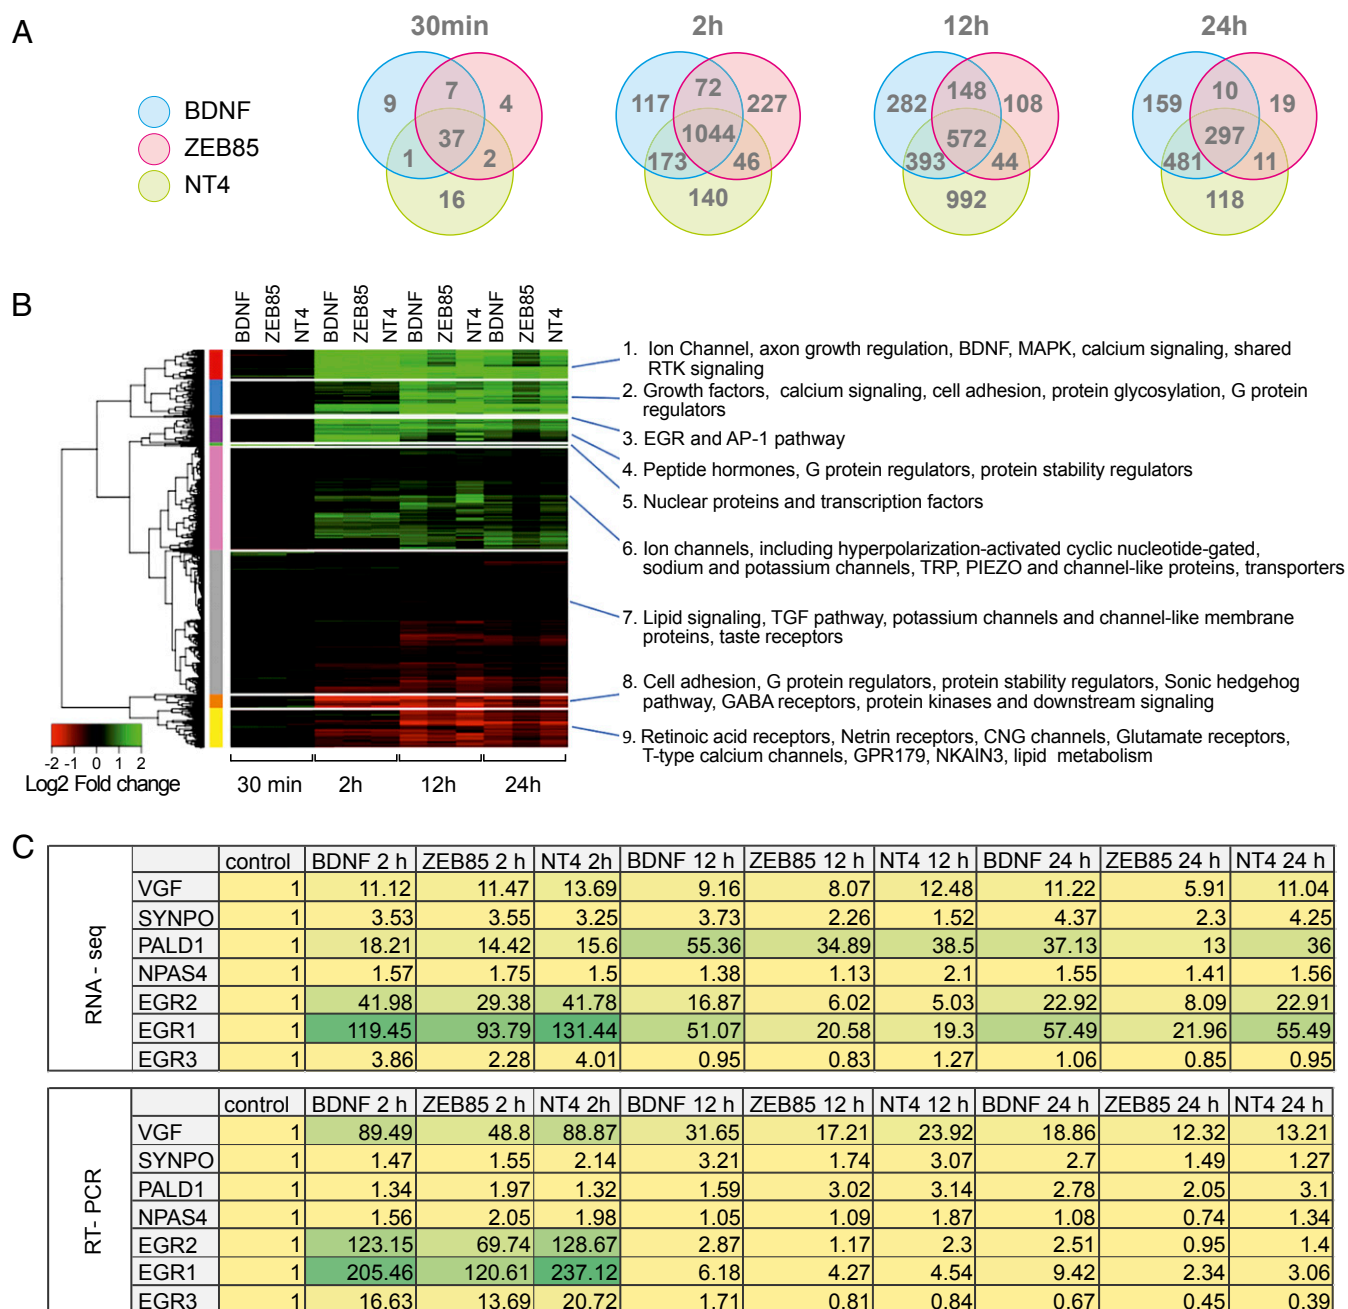 A
30min 2h 12h 24h
BDNF
ZEB85
NT4
9 7 4 37 1 2 16
117 72 227 1044 173 46 140
282 148 108 572 393 44 992
159 10 19 297 481 11 118
B
BDNF ZEB85 NT4 BDNF ZEB85 NT4 BDNF ZEB85 NT4 BDNF ZEB85 NT4
1. Ion Channel, axon growth regulation, BDNF, MAPK, calcium signaling, shared
RTK signaling
2. Growth factors, calcium signaling, cell adhesion, protein glycosylation, G protein
regulators
3. EGR and AP-1 pathway
4. Peptide hormones, G protein regulators, protein stability regulators
5. Nuclear proteins and transcription factors
6. Ion channels, including hyperpolarization-activated cyclic nucleotide-gated,
sodium and potassium channels, TRP, PIEZO and channel-like proteins, transporters
7. Lipid signaling, TGF pathway, potassium channels and channel-like membrane
proteins, taste receptors
8. Cell adhesion, G protein regulators, protein stability regulators, Sonic hedgehog
pathway, GABA receptors, protein kinases and downstream signaling
9. Retinoic acid receptors, Netrin receptors, CNG channels, Glutamate receptors,
T-type calcium channels, GPR179, NKAIN3, lipid metabolism
-2 -1 0 1 2
Log2 Fold change
30 min 2h 12h 24h
C
RNA - seq
control BDNF 2 h ZEB85 2 h NT4 2h BDNF 12 h ZEB85 12 h NT4 12 h BDNF 24 h ZEB85 24 h NT4 24 h
VGF 1 11.12 11.47 13.69 9.16 8.07 12.48 11.22 5.91 11.04
SYNPO 1 3.53 3.55 3.25 3.73 2.26 1.52 4.37 2.3 4.25
PALD1 1 18.21 14.42 15.6 55.36 34.89 38.5 37.13 13 36
NPAS4 1 1.57 1.75 1.5 1.38 1.13 2.1 1.55 1.41 1.56
EGR2 1 41.98 29.38 41.78 16.87 6.02 5.03 22.92 8.09 22.91
EGR1 1 119.45 93.79 131.44 51.07 20.58 19.3 57.49 21.96 55.49
EGR3 1 3.86 2.28 4.01 0.95 0.83 1.27 1.06 0.85 0.95
RT- PCR
control BDNF 2 h ZEB85 2 h NT4 2h BDNF 12 h ZEB85 12 h NT4 12 h BDNF 24 h ZEB85 24 h NT4 24 h
VGF 1 89.49 48.8 88.87 31.65 17.21 23.92 18.86 12.32 13.21
SYNPO 1 1.47 1.55 2.14 3.21 1.74 3.07 2.7 1.49 1.27
PALD1 1 1.34 1.97 1.32 1.59 3.02 3.14 2.78 2.05 3.1
NPAS4 1 1.56 2.05 1.98 1.05 1.09 1.87 1.08 0.74 1.34
EGR2 1 123.15 69.74 128.67 2.87 1.17 2.3 2.51 0.95 1.4
EGR1 1 205.46 120.61 237.12 6.18 4.27 4.54 9.42 2.34 3.06
EGR3 1 16.63 13.69 20.72 1.71 0.81 0.84 0.67 0.45 0.39